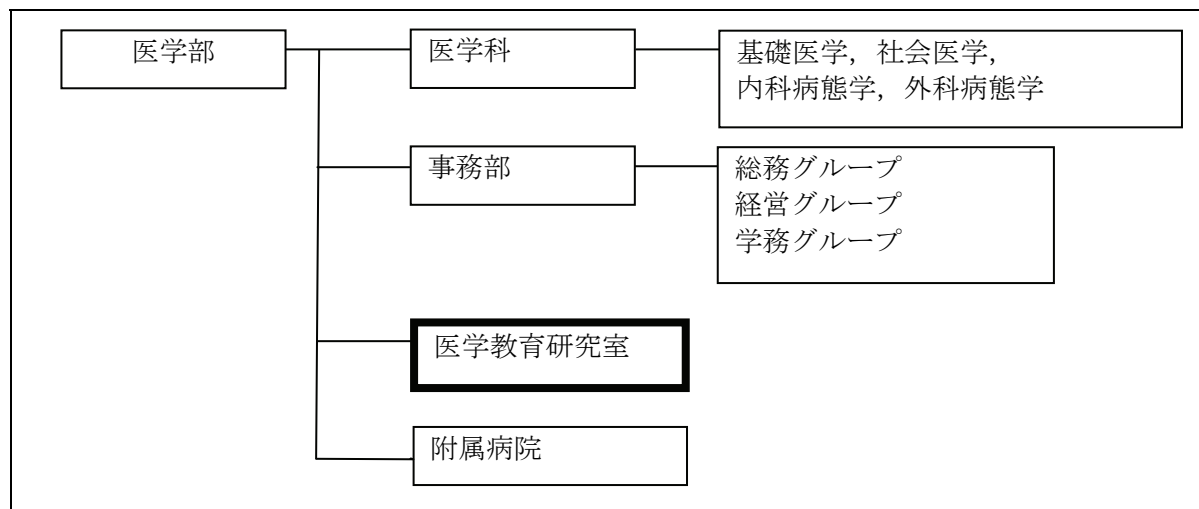 医学部
医学科
基礎医学，社会医学，
内科病態学，外科病態学
事務部
総務グループ
経営グループ
学務グループ
医学教育研究室
附属病院